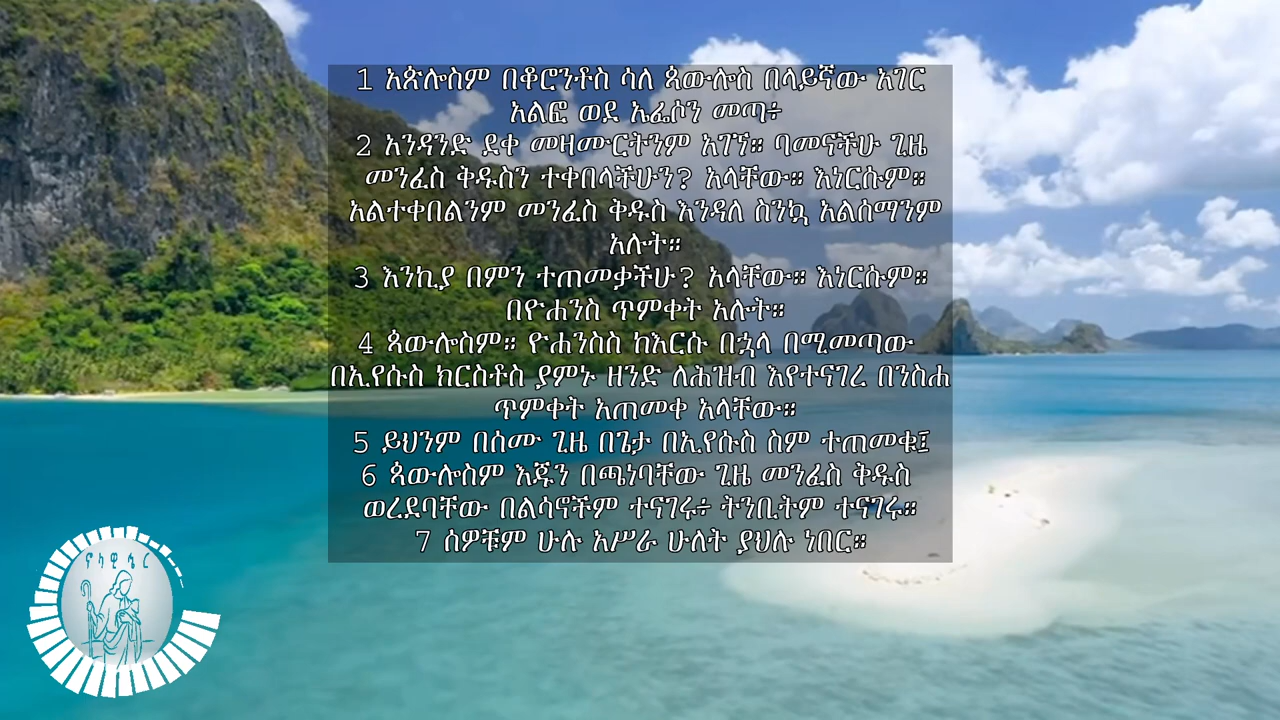 1 አጵሎስም በቆሮንቶስ ሳለ ጳውሎስ በላይኛው አገር
አልፎ ወደ ኤፌሶን መጣ፥
2 አንዳንድ ደቀ መዛሙርትንም አገኘ። ባመናችሁ ጊዜ
መንፈስ ቅዱስን ተቀበላችሁን? አላቸው። እነርሱም።
አልተቀበልንም መንፈስ ቅዱስ እንዳለ ስንኳ አልሰማንም
አሉት።
3 እንኪያ በምን ተጠመቃችሁ? አላቸው። እነርሱም።
በዮሐንስ ጥምቀት አሉት።
4 ጳውሎስም። ዮሐንስስ ከእርሱ በኋላ በሚመጣው
በኢየሱስ ክርስቶስ ያምኑ ዘንድ ለሕዝብ እየተናገረ በንስሐ
ጥምቀት አጠመቀ አላቸው።
5 ይህንም በሰሙ ጊዜ በጌታ በኢየሱስ ስም ተጠመቁ፤
6 ጳውሎስም እጁን በጫነባቸው ጊዜ መንፈስ ቅዱስ
ወረደባቸው በልሳኖችም ተናገሩ፥ ትንቢትም ተናገሩ።
7 ሰዎቹም ሁሉ አሥራ ሁለት ያህሉ ነበር።